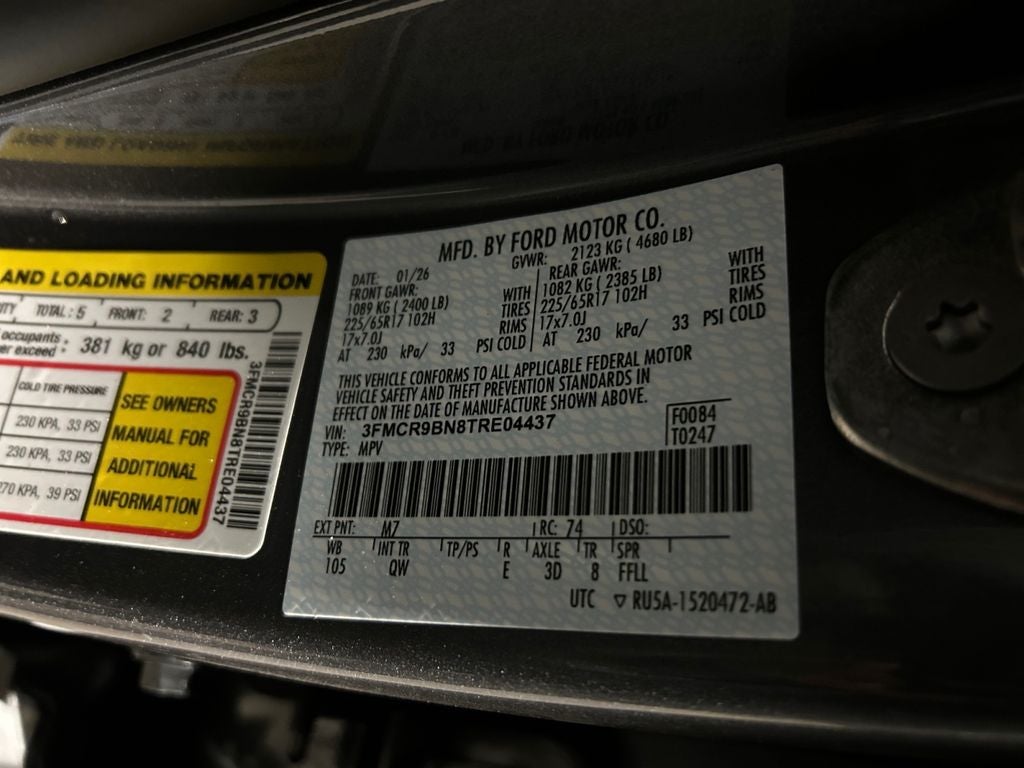 AND LOADING INFORMATION
TOTAL: 5 FRONT: 2 REAR: 3
occupants
exceed: 381 kg or 840 lbs.
COLD TIRE PRESSURE
230 KPA, 33 PSI
230 KPA, 33 PSI
KPA, 39 PSI
SEE OWNERS
MANUAL FOR
ADDITIONAL
INFORMATION
3FMCR9BN8TRE04437
MFD. BY FORD MOTOR CO.
DATE: 01/26 GVWR: 2123 KG ( 4680 LB)
FRONT GAWR: REAR GAWR:
1089 KG ( 2400 LB) WITH 1082 KG ( 2385 LB) WITH
225/65R17 102H TIRES 225/65R17 102H TIRES
17x7.0J RIMS 17x7.0J RIMS
AT 230 kPa/ 33 PSI COLD AT 230 kPa/ 33 PSI COLD
THIS VEHICLE CONFORMS TO ALL APPLICABLE FEDERAL MOTOR
VEHICLE SAFETY AND THEFT PREVENTION STANDARDS IN
EFFECT ON THE DATE OF MANUFACTURE SHOWN ABOVE.
VIN: 3FMCR9BN8TRE04437 F0084
TYPE: MPV T0247
EXT PNT: M7 RC: 74 DSO:
WB INT TR TP/PS R AXLE TR SPR
105 QW E 3D 8 FFLL
UTC ▽ RU5A-1520472-AB